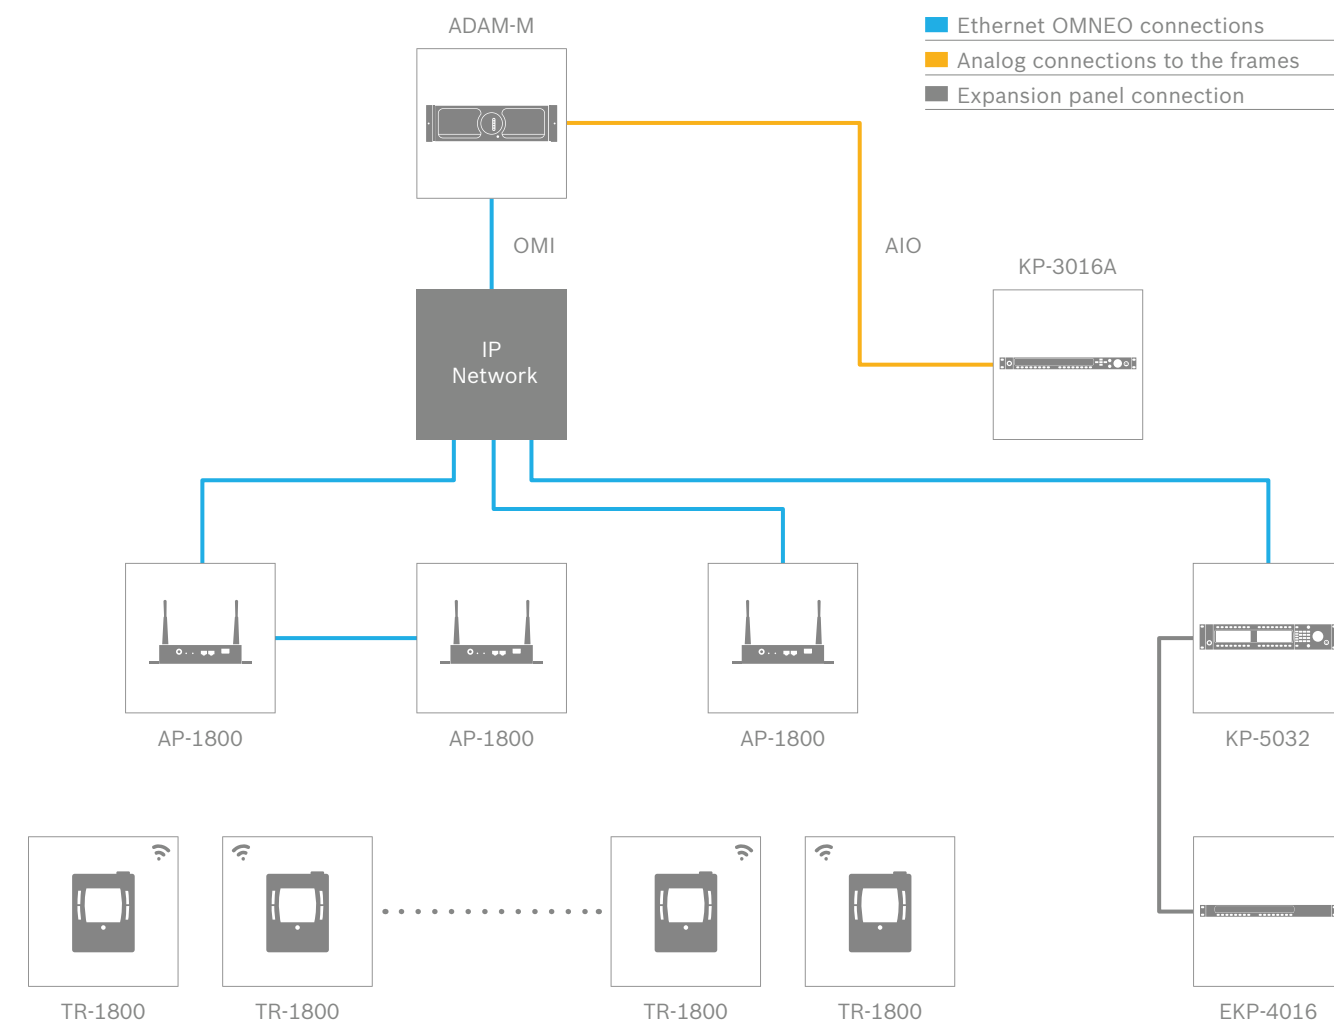 ADAM-M
Ethernet OMNEO connections
Analog connections to the frames
Expansion panel connection
OMI
AIO
KP-3016A
IP
Network
AP-1800
AP-1800
AP-1800
KP-5032
TR-1800
TR-1800
TR-1800
TR-1800
EKP-4016